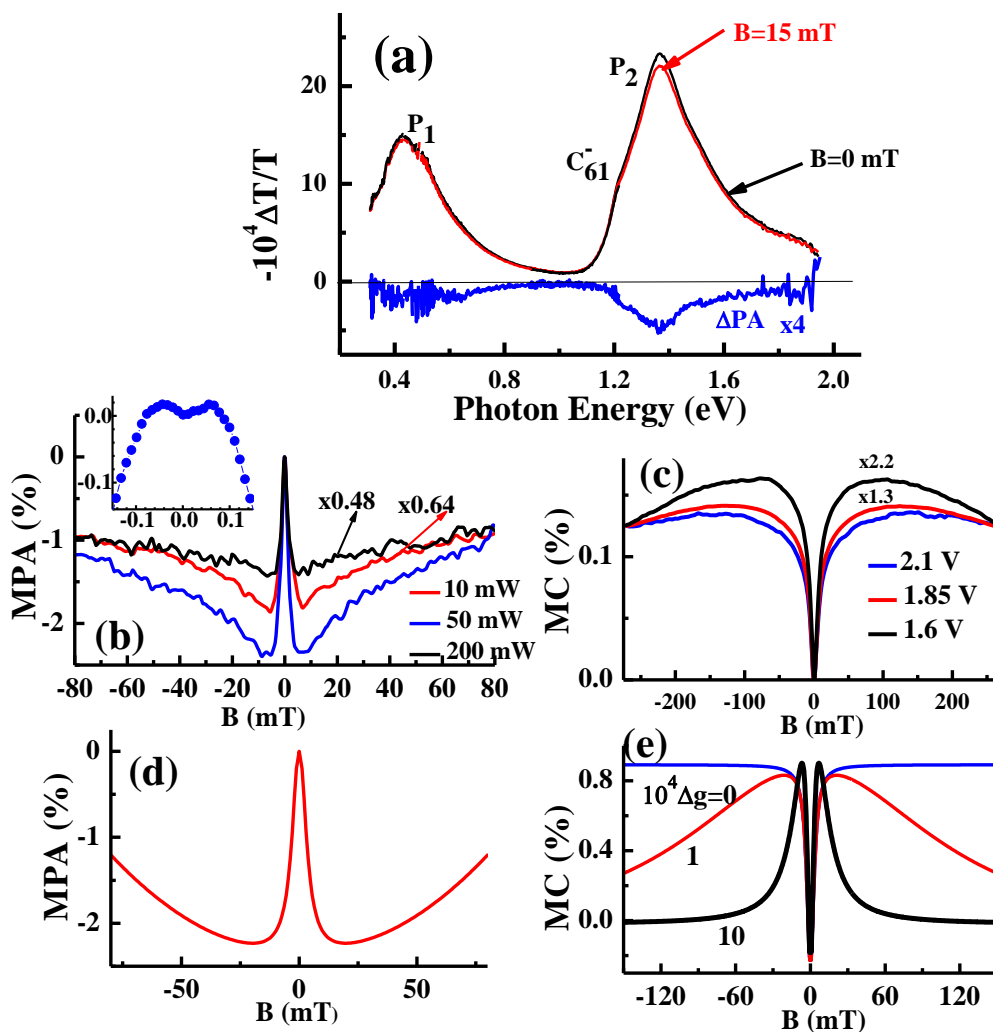 (a)
B=15 mT
P2
P1
C61-
B=0 mT
-10^4ΔT/T
20
10
0
ΔPA x4
0.4 0.8 1.2 1.6 2.0
Photon Energy (eV)
0.0
-0.1
-0.1 0.0 0.1
MPA (%)
0
-1
-2
x0.48
x0.64
10 mW
50 mW
200 mW
(b)
-80 -60 -40 -20 0 20 40 60 80
B (mT)
MC (%)
0.1
0.0
(c)
x2.2
x1.3
2.1 V
1.85 V
1.6 V
-200 -100 0 100 200
B (mT)
(d)
MPA (%)
0
-1
-2
-50 0 50
B (mT)
(e)
MC (%)
0.8
0.4
0.0
10^4Δg=0
1
10
-120 -60 0 60 120
B (mT)